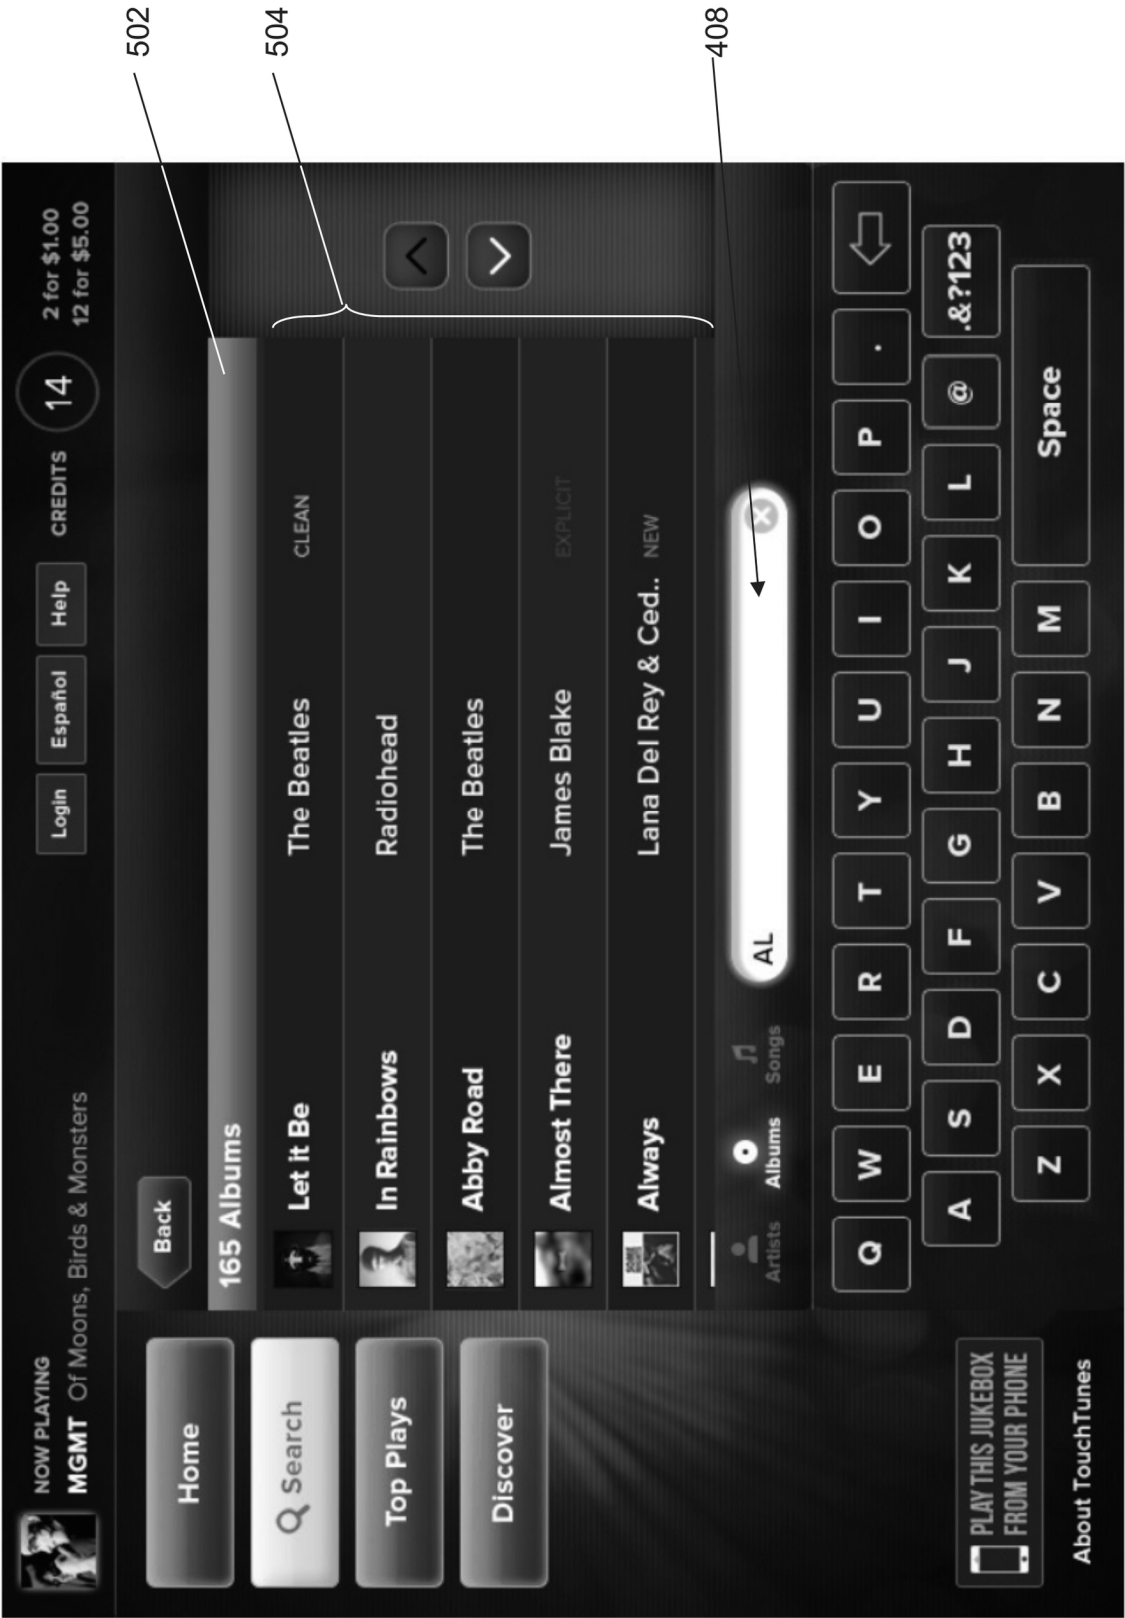 502
504
408
NOW PLAYING
MGMT Of Moons, Birds & Monsters
Login
Español
Help
CREDITS
14
2 for $1.00
12 for $5.00
Home
Search
Top Plays
Discover
Back
165 Albums
Let it Be The Beatles CLEAN
In Rainbows Radiohead
Abby Road The Beatles
Almost There James Blake EXPLICIT
Always Lana Del Rey & Ced.. NEW
Artists
Albums
Songs
AL
Q W E R T Y U I O P .
A S D F G H J K L @ .&?123
Z X C V B N M Space
PLAY THIS JUKEBOX
FROM YOUR PHONE
About TouchTunes